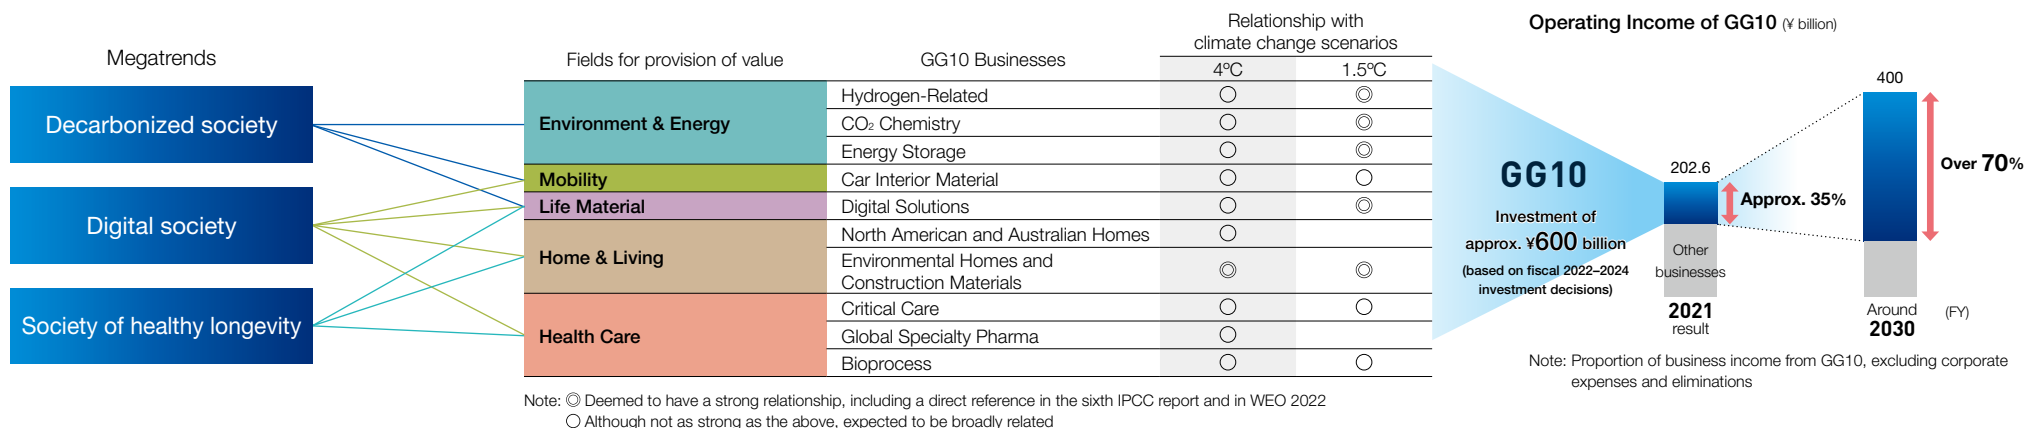 Megatrends
Decarbonized society
Digital society
Society of healthy longevity
Fields for provision of value
GG10 Businesses
Relationship with
climate change scenarios
4ºC
1.5ºC
Environment & Energy
Hydrogen-Related
○
◎
CO₂ Chemistry
○
◎
Energy Storage
○
◎
Mobility
Car Interior Material
○
○
Life Material
Digital Solutions
○
◎
Home & Living
North American and Australian Homes
○
Environmental Homes and
Construction Materials
◎
◎
Health Care
Critical Care
○
○
Global Specialty Pharma
○
Bioprocess
○
○
Note: ◎ Deemed to have a strong relationship, including a direct reference in the sixth IPCC report and in WEO 2022
○ Although not as strong as the above, expected to be broadly related
GG10
Investment of
approx. ¥600 billion
(based on fiscal 2022–2024
investment decisions)
Operating Income of GG10 (¥ billion)
202.6
Approx. 35%
Other
businesses
2021
result
400
Over 70%
Around
2030
(FY)
Note: Proportion of business income from GG10, excluding corporate
expenses and eliminations